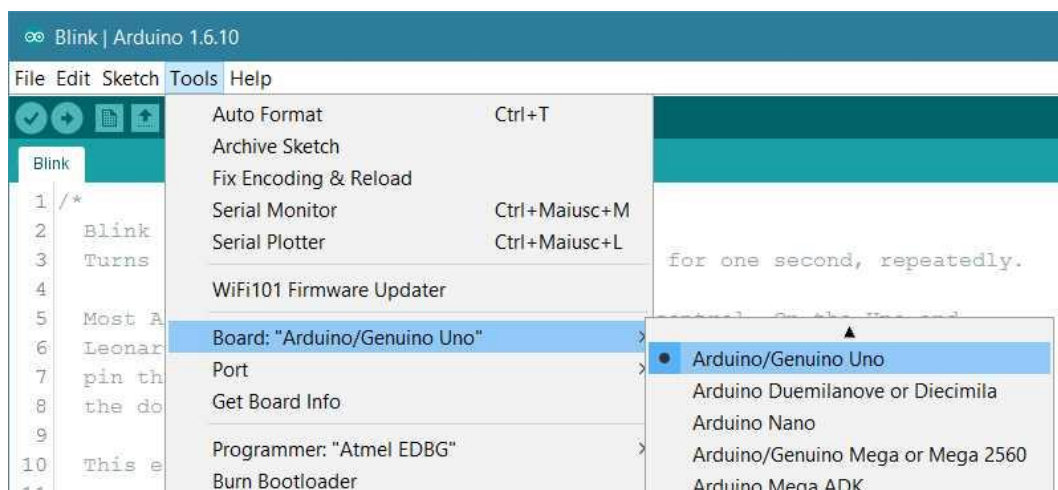 Blink | Arduino 1.6.10
File Edit Sketch Tools Help
Blink
Auto Format Ctrl+T
Archive Sketch
Fix Encoding & Reload
Serial Monitor Ctrl+Maiusc+M
Serial Plotter Ctrl+Maiusc+L
WiFi101 Firmware Updater
Board: "Arduino/Genuino Uno"
Port
Get Board Info
Programmer: "Atmel EDBG"
Burn Bootloader
Arduino/Genuino Uno
Arduino Duemilanove or Diecimila
Arduino Nano
Arduino/Genuino Mega or Mega 2560
Arduino Mega ADK
1 /*
2 Blink
3 Turns for one second, repeatedly.
4
5 Most A
6 Leonar
7 pin th
8 the do
9
10 This e